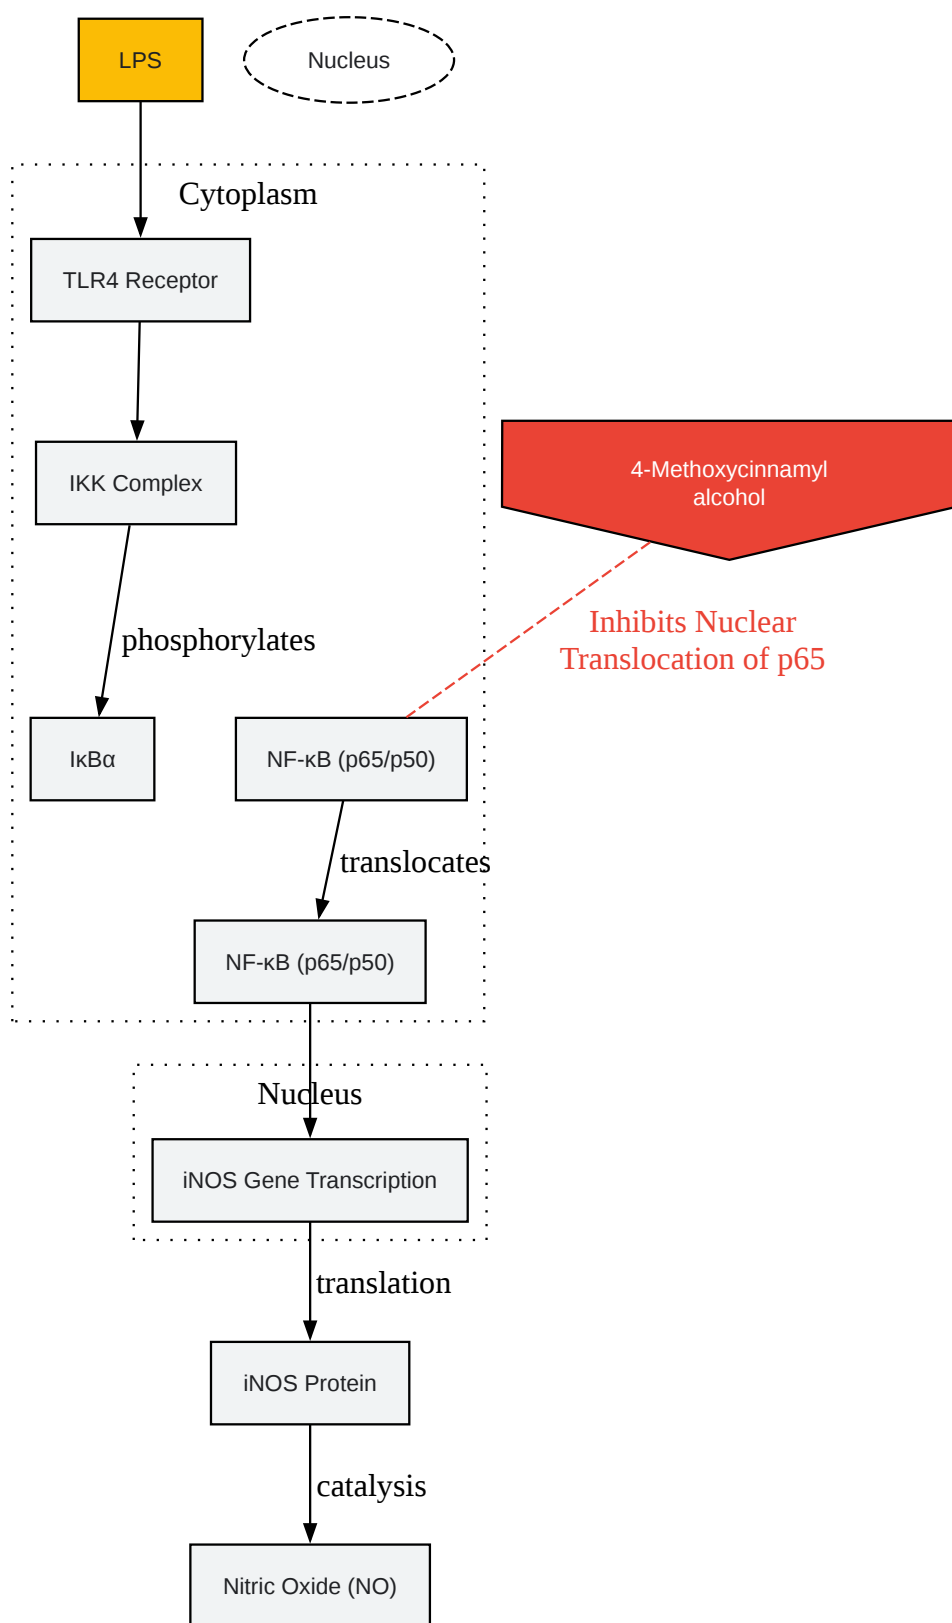 LPS
Nucleus
Cytoplasm
TLR4 Receptor
IKK Complex
4-Methoxycinnamyl
alcohol
Inhibits Nuclear
Translocation of p65
phosphorylates
IκBα
NF-κB (p65/p50)
translocates
NF-κB (p65/p50)
Nucleus
iNOS Gene Transcription
translation
iNOS Protein
catalysis
Nitric Oxide (NO)